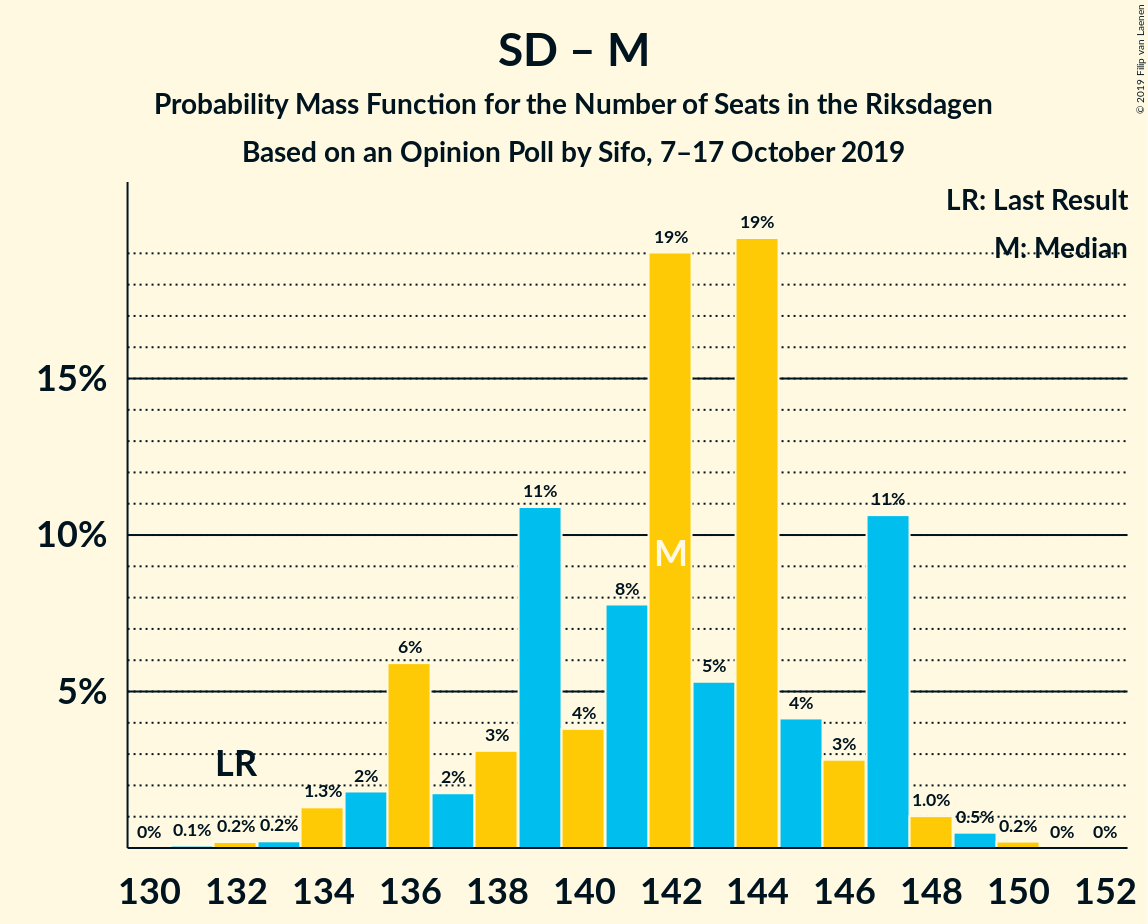 SD – M
Probability Mass Function for the Number of Seats in the Riksdagen
Based on an Opinion Poll by Sifo, 7–17 October 2019
© 2019 Filip van Laenen
LR: Last Result
M: Median
15%
10%
5%
0%
0.1%
0.2%
0.2%
1.3%
2%
6%
2%
3%
11%
4%
8%
19%
5%
19%
4%
3%
11%
1.0%
0.5%
0.2%
0%
0%
LR
M
130 132 134 136 138 140 142 144 146 148 150 152